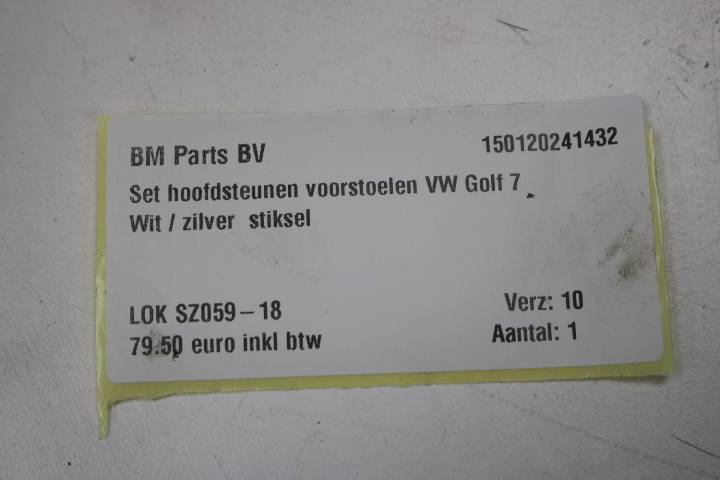 BM Parts BV 150120241432
Set hoofdsteunen voorstoelen VW Golf 7
Wit / zilver stiksel
LOK SZ059-18 Verz: 10
79.50 euro inkl btw Aantal: 1